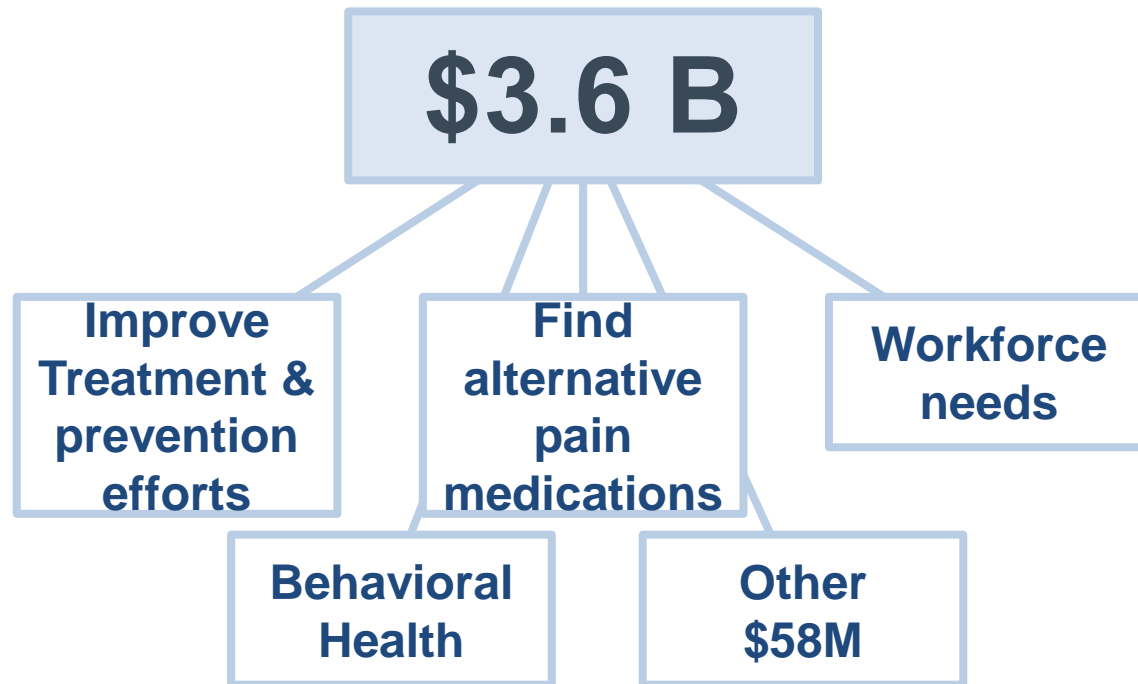 $3.6 B
Improve
Treatment &
prevention
efforts
Find
alternative
pain
medications
Workforce
needs
Behavioral
Health
Other
$58M